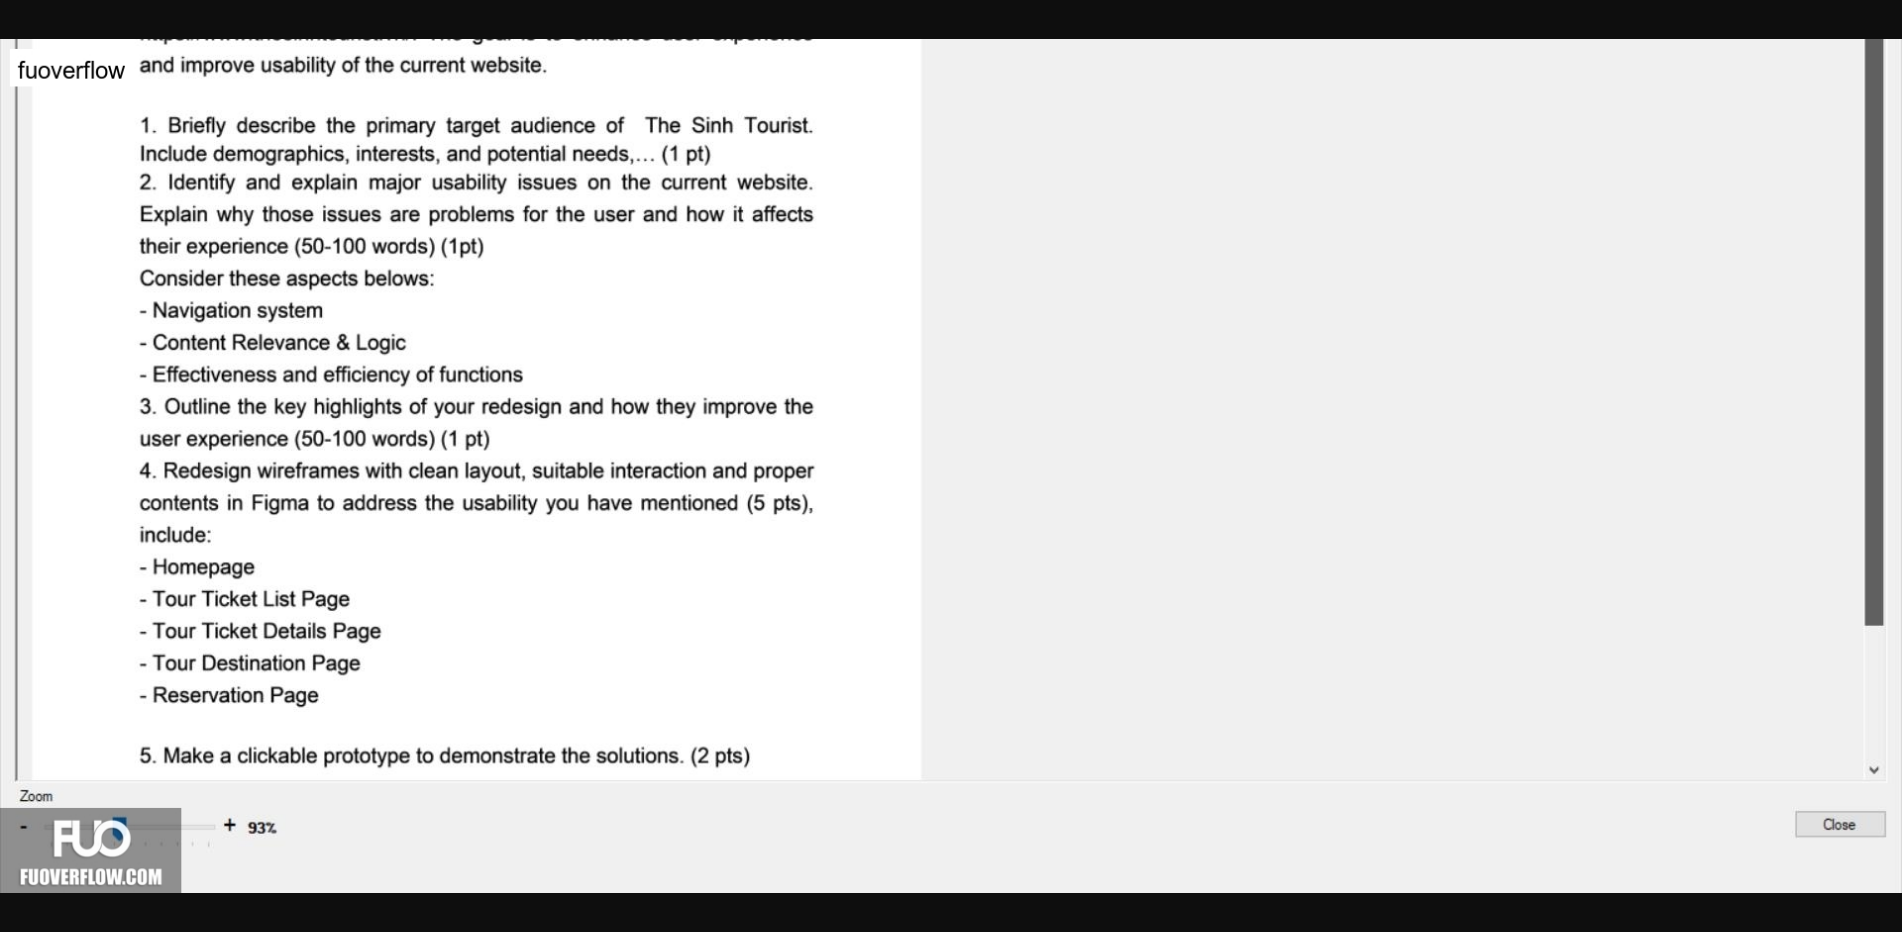 and improve usability of the current website.
fuoverflow
1. Briefly describe the primary target audience of The Sinh Tourist.
Include demographics, interests, and potential needs,... (1 pt)
2. Identify and explain major usability issues on the current website.
Explain why those issues are problems for the user and how it affects
their experience (50-100 words) (1pt)
Consider these aspects belows:
- Navigation system
- Content Relevance & Logic
- Effectiveness and efficiency of functions
3. Outline the key highlights of your redesign and how they improve the
user experience (50-100 words) (1 pt)
4. Redesign wireframes with clean layout, suitable interaction and proper
contents in Figma to address the usability you have mentioned (5 pts),
include:
- Homepage
- Tour Ticket List Page
- Tour Ticket Details Page
- Tour Destination Page
- Reservation Page
5. Make a clickable prototype to demonstrate the solutions. (2 pts)
Zoom
- + 93%
Close
FUO
FUOVERFLOW.COM